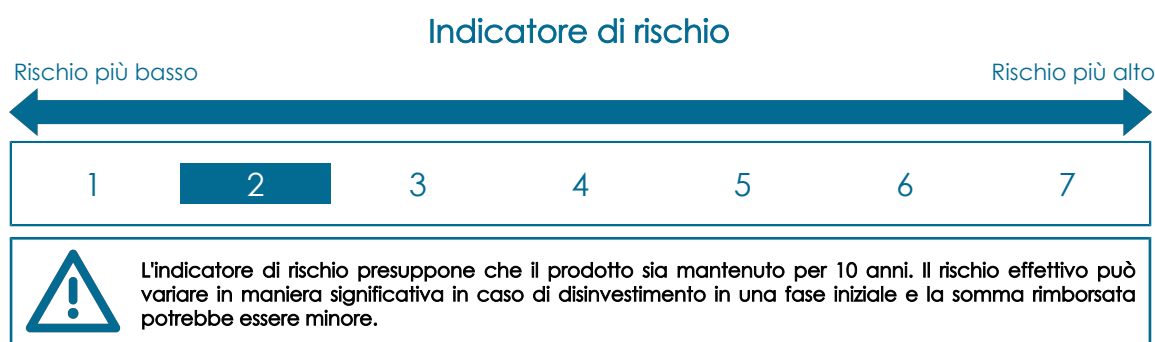 Indicatore di rischio
Rischio più basso
Rischio più alto
1 2 3 4 5 6 7
L'indicatore di rischio presuppone che il prodotto sia mantenuto per 10 anni. Il rischio effettivo può
variare in maniera significativa in caso di disinvestimento in una fase iniziale e la somma rimborsata
potrebbe essere minore.